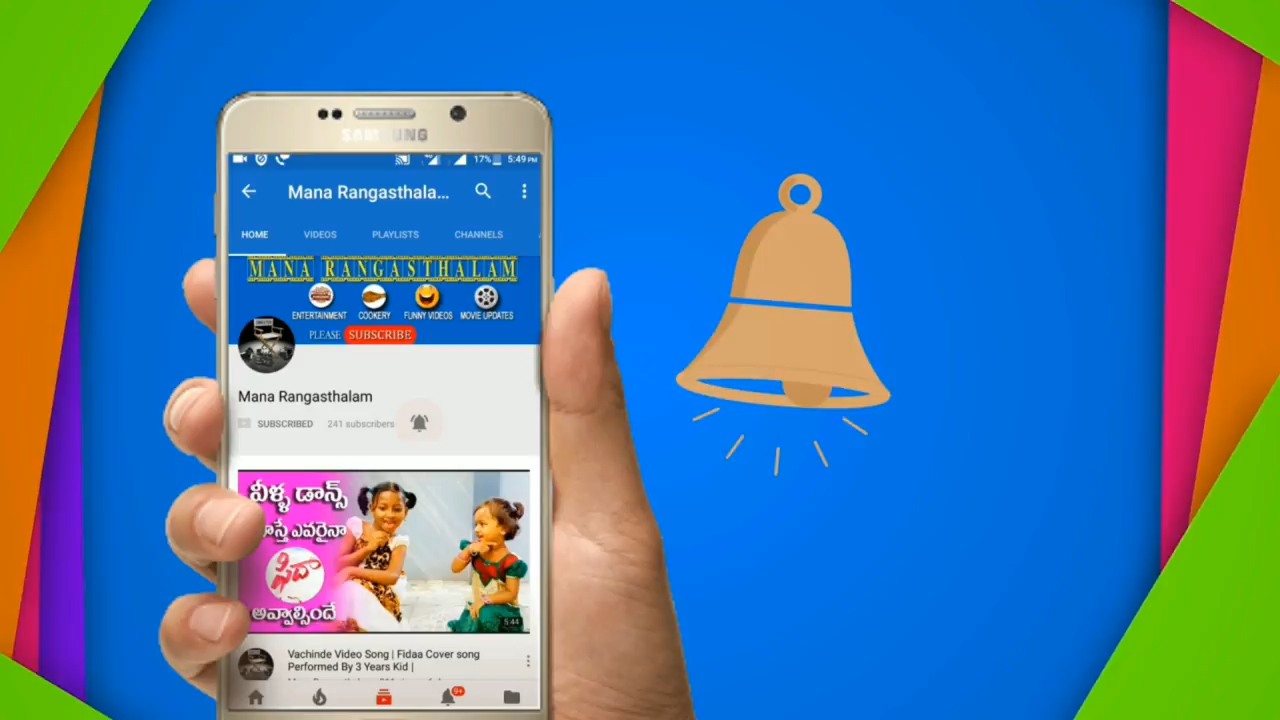 SAMSUNG
17% 5:49 PM
Mana Rangasthala...
HOME VIDEOS PLAYLISTS CHANNELS
MANA RANGASTHALAM
ENTERTAINMENT COOKERY FUNNY VIDEOS MOVIE UPDATES
PLEASE SUBSCRIBE
Mana Rangasthalam
SUBSCRIBED 241 subscribers
వీళ్ళ డాన్స్
ఎవరైనా
ఫిదా
అవ్వాల్సిందే
5:44
Vachinde Video Song | Fidaa Cover song
Performed By 3 Years Kid |
9+